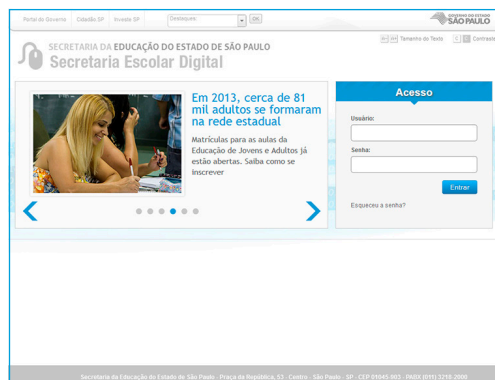 Portal do Governo Cidadão SP Investe SP Destaques: OK
GOVERNO DO ESTADO
SÃO PAULO
A- A+ Tamanho do Texto C C Contraste
SECRETARIA DA EDUCAÇÃO DO ESTADO DE SÃO PAULO
Secretaria Escolar Digital
Em 2013, cerca de 81
mil adultos se formaram
na rede estadual
Matrículas para as aulas da
Educação de Jovens e Adultos já
estão abertas. Saiba como se
inscrever
Acesso
Usuário:
Senha:
Entrar
Esqueceu a senha?
Secretaria da Educação do Estado de São Paulo - Praça da República, 53 - Centro - São Paulo - SP - CEP 01045-903 - PABX (011) 3218-2000